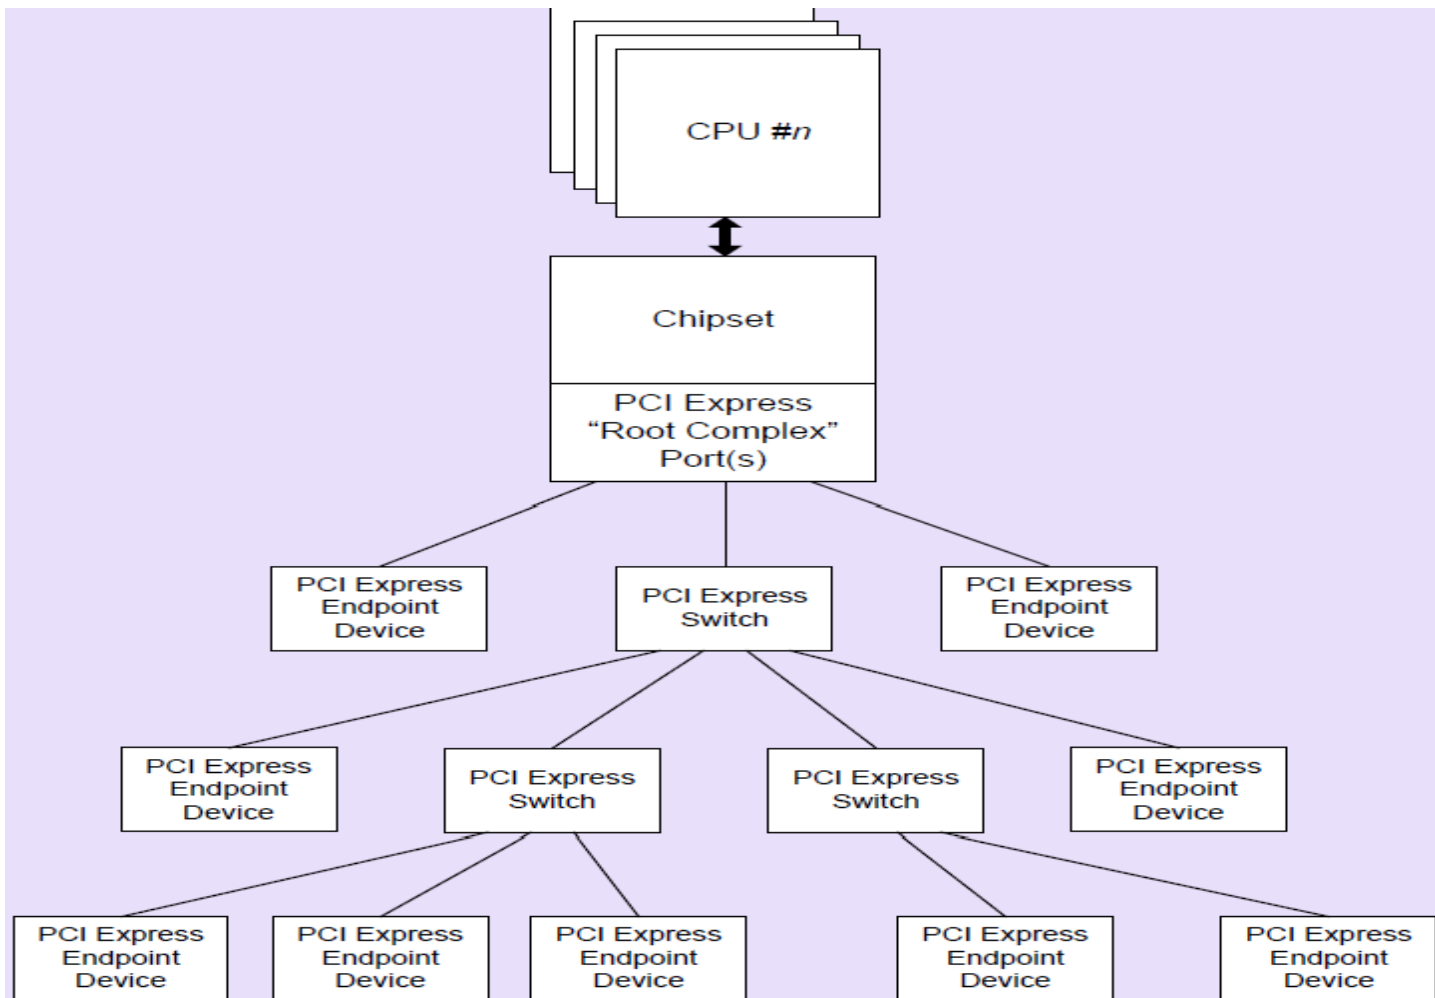 CPU #n
Chipset
PCI Express
“Root Complex”
Port(s)
PCI Express
Endpoint
Device
PCI Express
Switch
PCI Express
Endpoint
Device
PCI Express
Endpoint
Device
PCI Express
Switch
PCI Express
Switch
PCI Express
Endpoint
Device
PCI Express
Endpoint
Device
PCI Express
Endpoint
Device
PCI Express
Endpoint
Device
PCI Express
Endpoint
Device
PCI Express
Endpoint
Device